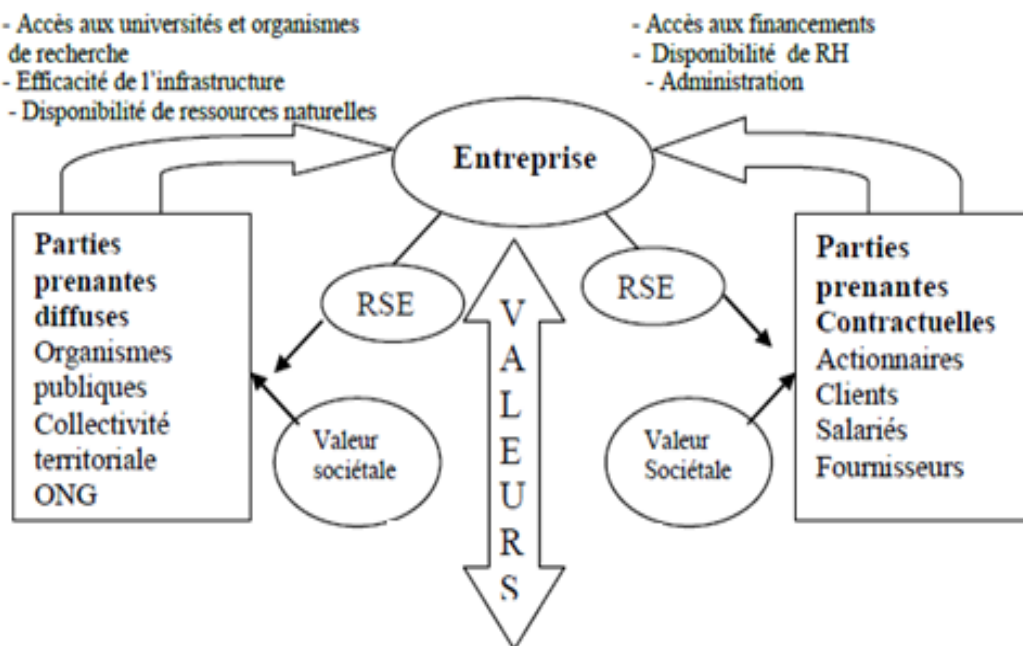 - Accès aux universités et organismes
de recherche
- Efficacité de l'infrastructure
- Disponibilité de ressources naturelles
- Accès aux financements
- Disponibilité de RH
- Administration
Entreprise
Parties
prenantes
diffuses
Organismes
publiques
Collectivité
territoriale
ONG
RSE
Valeur
sociétale
V
A
L
E
U
R
S
RSE
Valeur
Sociétale
Parties
prenantes
Contractuelles
Actionnaires
Clients
Salariés
Fournisseurs